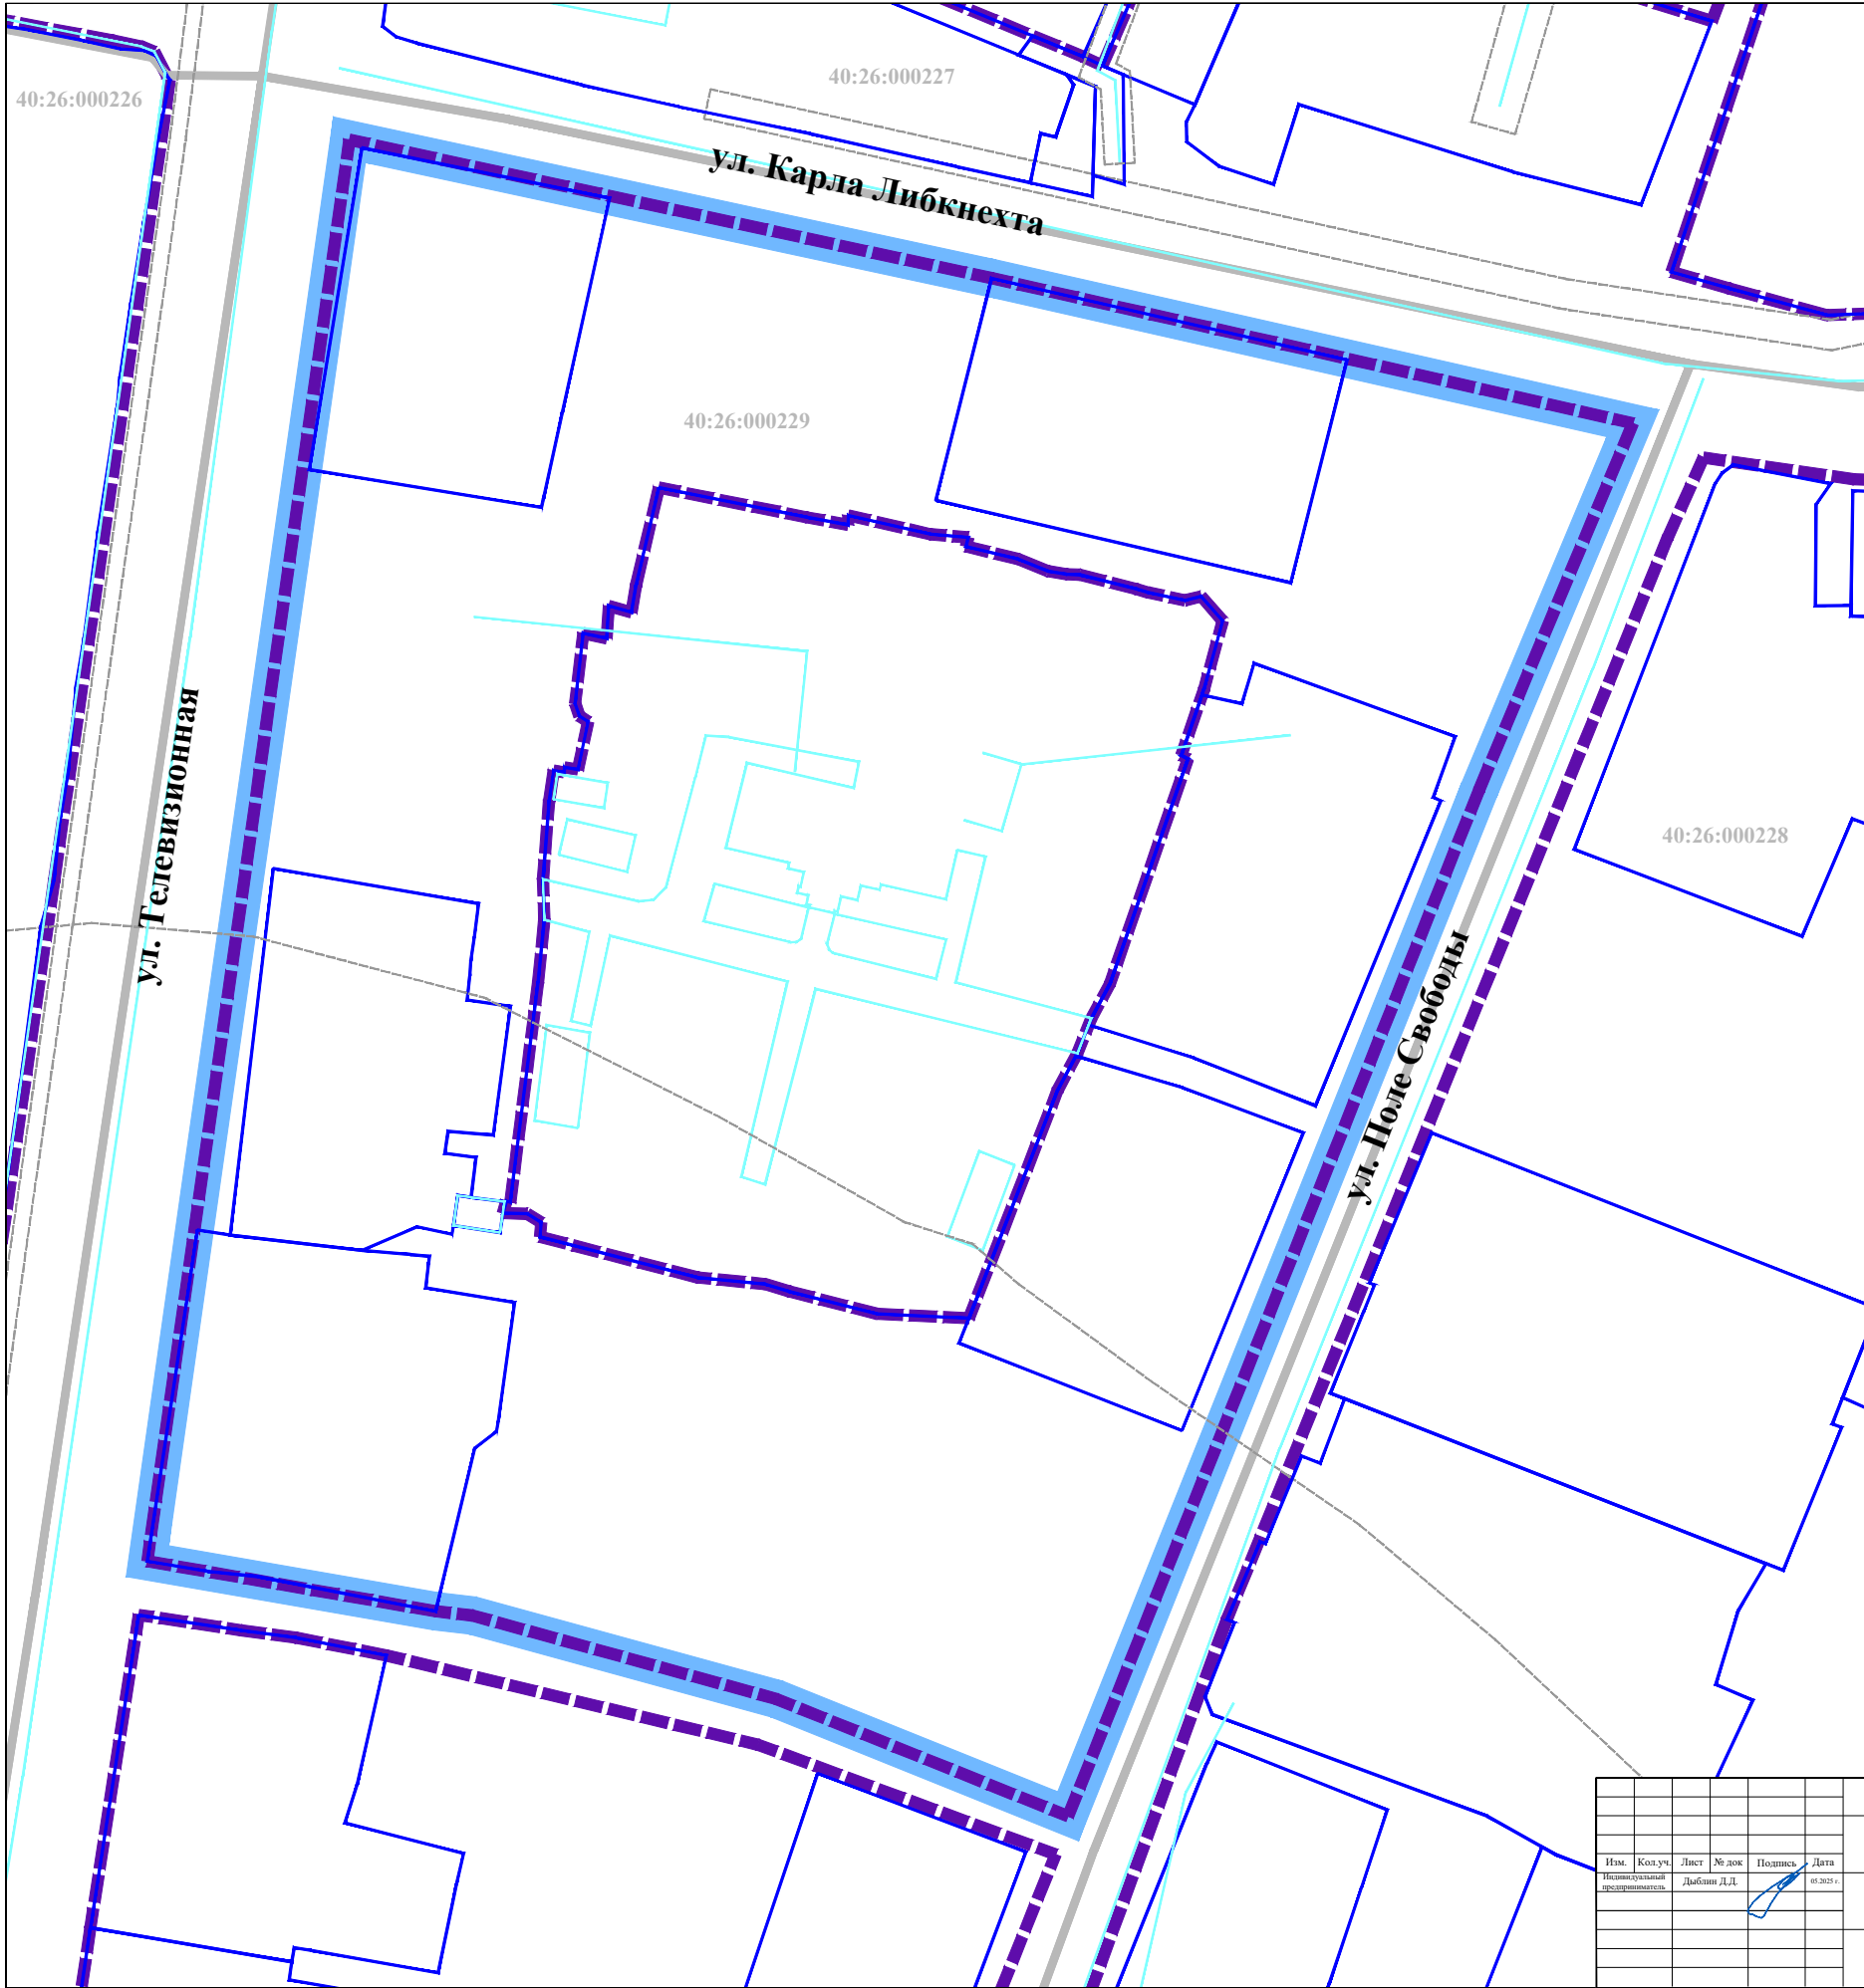 40:26:000227
40:26:000226
ул. Карла Либкнехта
40:26:000229
40:26:000228
ул. Телевизионная
ул. Поле Свободы
Изм. Кол.уч. Лист № док Подпись Дата
Индивидуальный предприниматель Дыблин Д.Д. 05.2025 г.